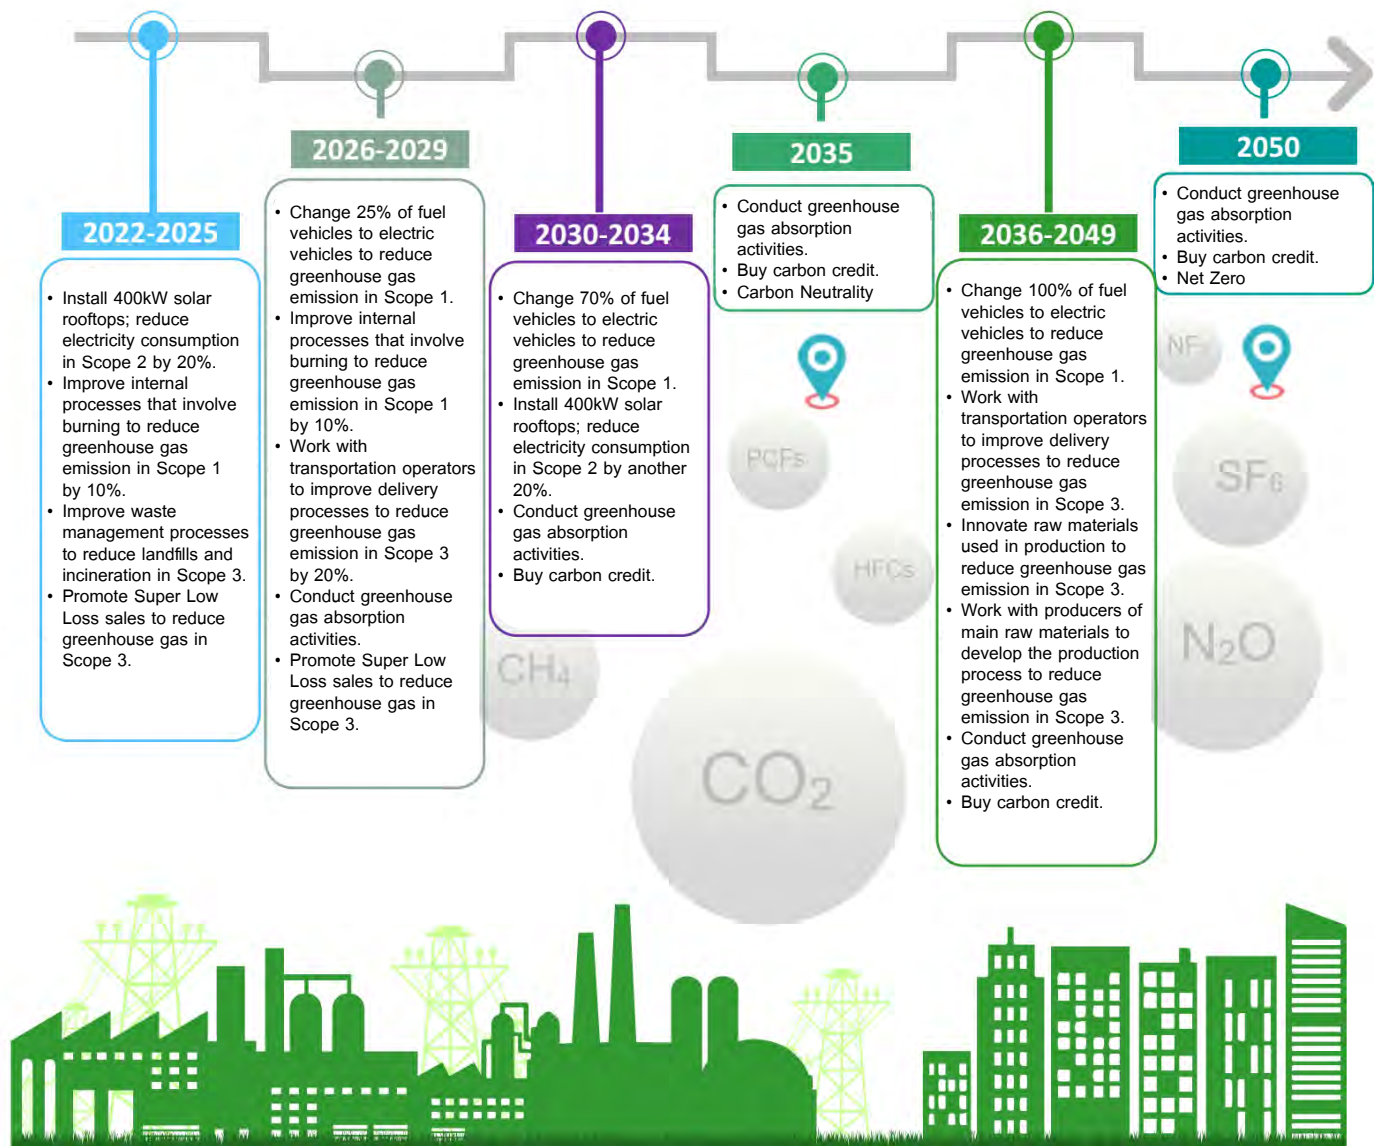 2022-2025
• Install 400kW solar
rooftops; reduce
electricity consumption
in Scope 2 by 20%.
• Improve internal
processes that involve
burning to reduce
greenhouse gas
emission in Scope 1
by 10%.
• Improve waste
management processes
to reduce landfills and
incineration in Scope 3.
• Promote Super Low
Loss sales to reduce
greenhouse gas in
Scope 3.
2026-2029
• Change 25% of fuel
vehicles to electric
vehicles to reduce
greenhouse gas
emission in Scope 1.
• Improve internal
processes that involve
burning to reduce
greenhouse gas
emission in Scope 1
by 10%.
• Work with
transportation operators
to improve delivery
processes to reduce
greenhouse gas
emission in Scope 3
by 20%.
• Conduct greenhouse
gas absorption
activities.
• Promote Super Low
Loss sales to reduce
greenhouse gas in
Scope 3.
2030-2034
• Change 70% of fuel
vehicles to electric
vehicles to reduce
greenhouse gas
emission in Scope 1.
• Install 400kW solar
rooftops; reduce
electricity consumption
in Scope 2 by another
20%.
• Conduct greenhouse
gas absorption
activities.
• Buy carbon credit.
2035
• Conduct greenhouse
gas absorption
activities.
• Buy carbon credit.
• Carbon Neutrality
2036-2049
• Change 100% of fuel
vehicles to electric
vehicles to reduce
greenhouse gas
emission in Scope 1.
• Work with
transportation operators
to improve delivery
processes to reduce
greenhouse gas
emission in Scope 3.
• Innovate raw materials
used in production to
reduce greenhouse gas
emission in Scope 3.
• Work with producers of
main raw materials to
develop the production
process to reduce
greenhouse gas
emission in Scope 3.
• Conduct greenhouse
gas absorption
activities.
• Buy carbon credit.
2050
• Conduct greenhouse
gas absorption
activities.
• Buy carbon credit.
• Net Zero
PCFs
HFCs
CH₄
CO₂
SF₆
N₂O